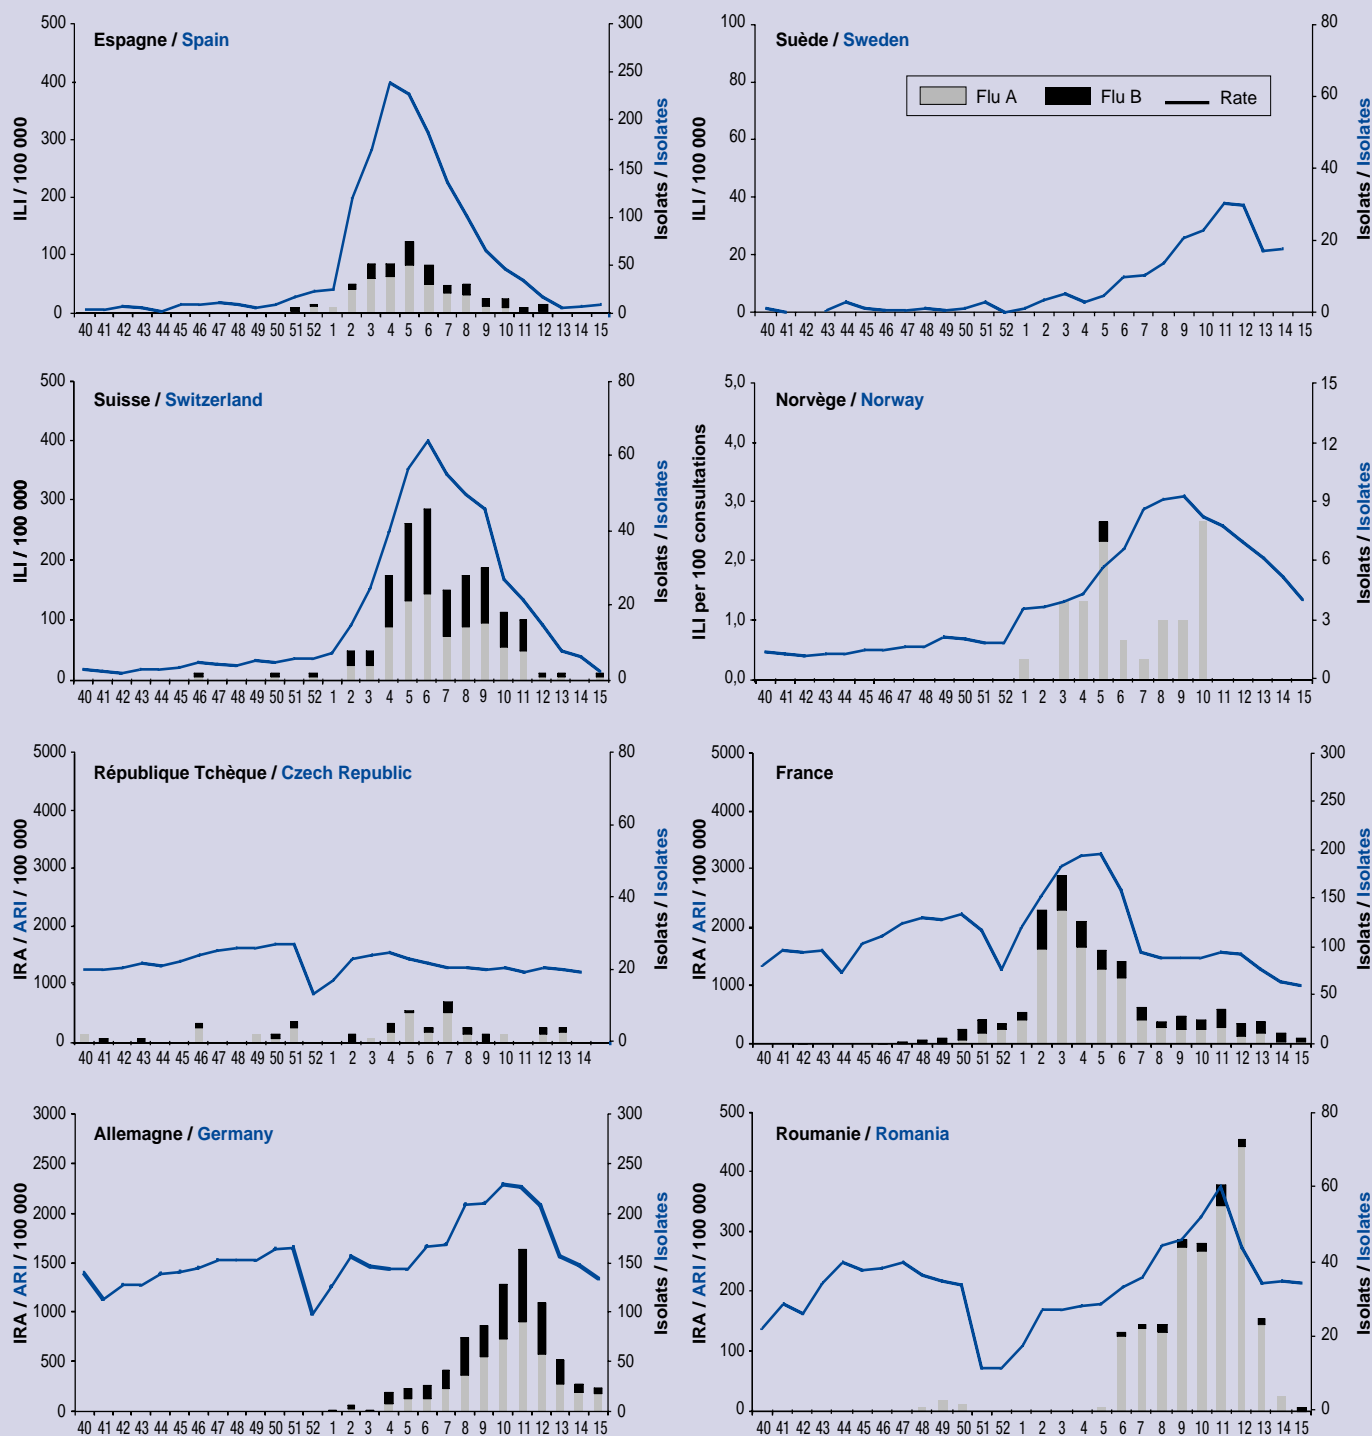 Espagne / Spain
ILI / 100 000
500
400
300
200
100
0
300
250
200
150
100
50
0
Isolats / Isolates
40 41 42 43 44 45 46 47 48 49 50 51 52 1 2 3 4 5 6 7 8 9 10 11 12 13 14 15
Suède / Sweden
Flu A Flu B Rate
ILI / 100 000
100
80
60
40
20
0
80
60
40
20
0
Isolats / Isolates
40 41 42 43 44 45 46 47 48 49 50 51 52 1 2 3 4 5 6 7 8 9 10 11 12 13 14 15
Suisse / Switzerland
ILI / 100 000
500
400
300
200
100
0
80
60
40
20
0
Isolats / Isolates
40 41 42 43 44 45 46 47 48 49 50 51 52 1 2 3 4 5 6 7 8 9 10 11 12 13 14 15
Norvège / Norway
ILI per 100 consultations
5,0
4,0
3,0
2,0
1,0
0,0
15
12
9
6
3
0
Isolats / Isolates
40 41 42 43 44 45 46 47 48 49 50 51 52 1 2 3 4 5 6 7 8 9 10 11 12 13 14 15
République Tchèque / Czech Republic
IRA / ARI / 100 000
5000
4000
3000
2000
1000
0
80
60
40
20
0
Isolats / Isolates
40 41 42 43 44 45 46 47 48 49 50 51 52 1 2 3 4 5 6 7 8 9 10 11 12 13 14
France
IRA / ARI / 100 000
5000
4000
3000
2000
1000
0
300
250
200
150
100
50
0
Isolats / Isolates
40 41 42 43 44 45 46 47 48 49 50 51 52 1 2 3 4 5 6 7 8 9 10 11 12 13 14 15
Allemagne / Germany
IRA / ARI / 100 000
3000
2500
2000
1500
1000
500
0
300
250
200
150
100
50
0
Isolats / Isolates
40 41 42 43 44 45 46 47 48 49 50 51 52 1 2 3 4 5 6 7 8 9 10 11 12 13 14 15
Roumanie / Romania
IRA / ARI / 100 000
500
400
300
200
100
0
80
60
40
20
0
Isolats / Isolates
40 41 42 43 44 45 46 47 48 49 50 51 52 1 2 3 4 5 6 7 8 9 10 11 12 13 14 15